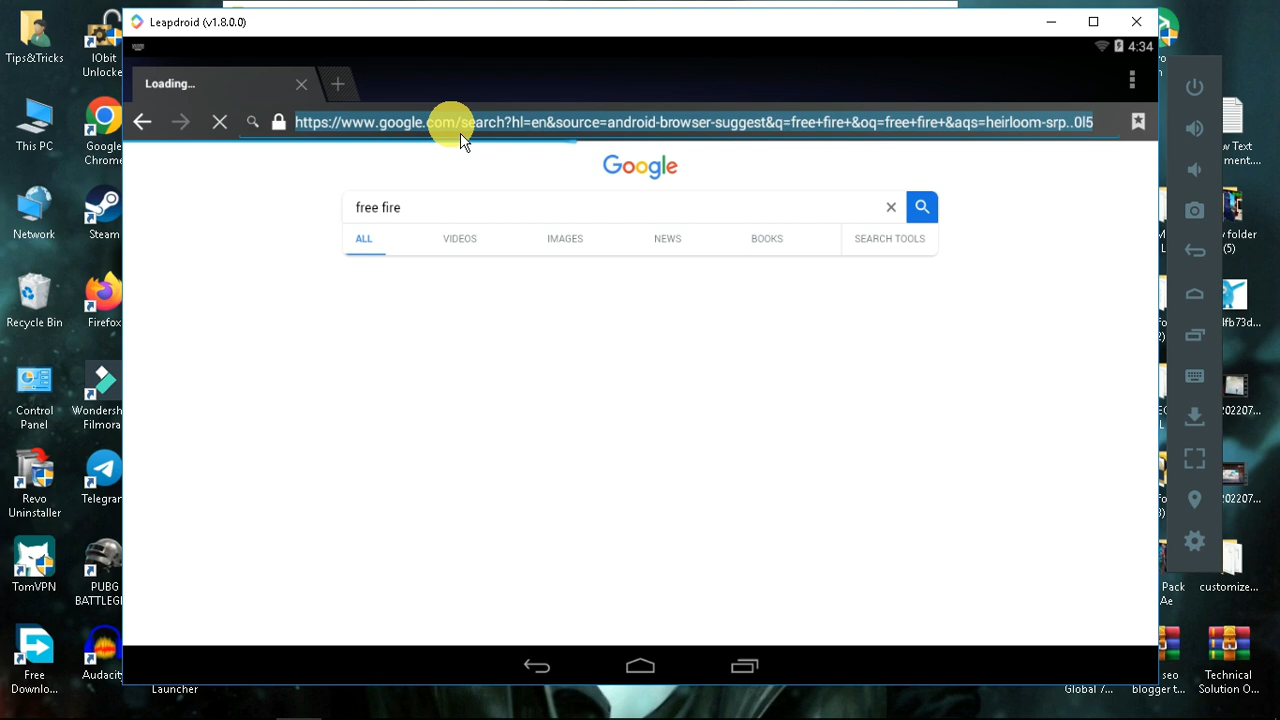 Leapdroid (v1.8.0.0)
4:34
Loading...
https://www.google.com/search?hl=en&source=android-browser-suggest&q=free+fire+&oq=free+fire+&aqs=heirloom-srp..0l5
Google
free fire
ALL VIDEOS IMAGES NEWS BOOKS SEARCH TOOLS
Tips&Tricks
IObit
Unlocke
This PC
Google
Chrome
Network
Steam
Recycle Bin
Firefox
Control
Panel
Wondersh
Filmora
Revo
Uninstaller
Telegran
TomVPN
PUBG
BATTLEG
Free
Downlo...
Audacit
Launcher
w Text
ment....
w folder
(5)
lfb73d...
202207...
202207...
Pack
Ae
customize...
Global 7...
seo
blogger t...
Technical
Solution O...